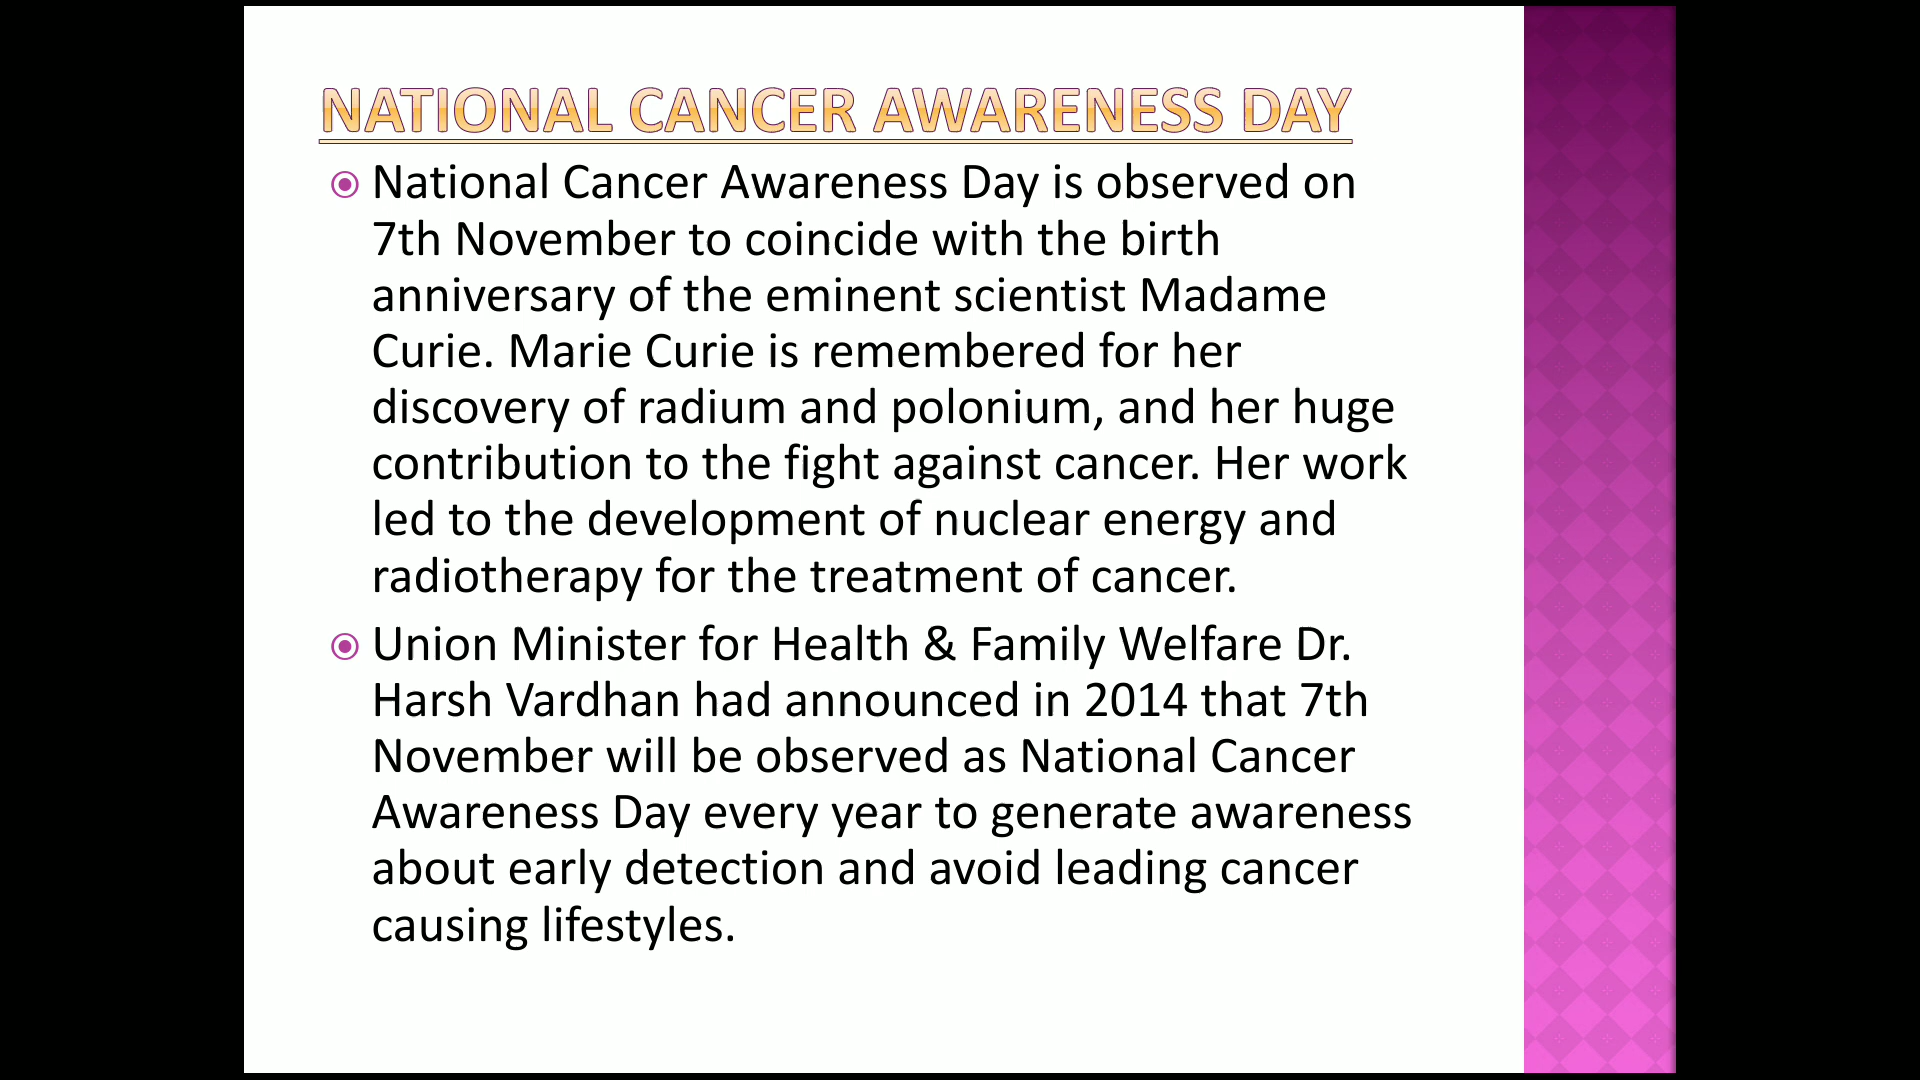 NATIONAL CANCER AWARENESS DAY
National Cancer Awareness Day is observed on
7th November to coincide with the birth
anniversary of the eminent scientist Madame
Curie. Marie Curie is remembered for her
discovery of radium and polonium, and her huge
contribution to the fight against cancer. Her work
led to the development of nuclear energy and
radiotherapy for the treatment of cancer.
Union Minister for Health & Family Welfare Dr.
Harsh Vardhan had announced in 2014 that 7th
November will be observed as National Cancer
Awareness Day every year to generate awareness
about early detection and avoid leading cancer
causing lifestyles.